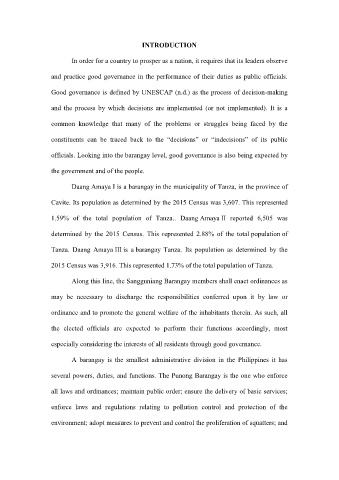 INTRODUCTION
In order for a country to prosper as a nation, it requires that its leaders observe
and practice good governance in the performance of their duties as public officials.
Good governance is defined by UNESCAP (n.d.) as the process of decision-making
and the process by which decisions are implemented (or not implemented). It is a
common knowledge that many of the problems or struggles being faced by the
constituents can be traced back to the “decisions” or “indecisions” of its public
officials. Looking into the barangay level, good governance is also being expected by
the government and of the people.
Daang Amaya I is a barangay in the municipality of Tanza, in the province of
Cavite. Its population as determined by the 2015 Census was 3,607. This represented
1.59% of the total population of Tanza.. Daang Amaya II reported 6,505 was
determined by the 2015 Census. This represented 2.88% of the total population of
Tanza. Daang Amaya III is a barangay Tanza. Its population as determined by the
2015 Census was 3,916. This represented 1.73% of the total population of Tanza.
Along this line, the Sangguniang Barangay members shall enact ordinances as
may be necessary to discharge the responsibilities conferred upon it by law or
ordinance and to promote the general welfare of the inhabitants therein. As such, all
the elected officials are expected to perform their functions accordingly, most
especially considering the interests of all residents through good governance.
A barangay is the smallest administrative division in the Philippines it has
several powers, duties, and functions. The Punong Barangay is the one who enforce
all laws and ordinances; maintain public order; ensure the delivery of basic services;
enforce laws and regulations relating to pollution control and protection of the
environment; adopt measures to prevent and control the proliferation of squatters; and